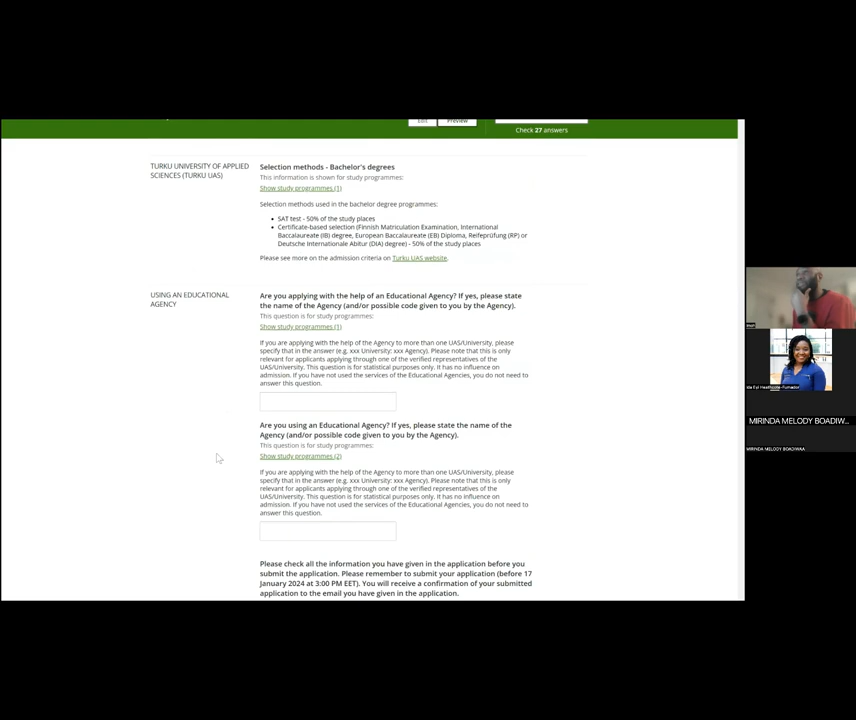 Edit
Preview
Check 27 answers
TURKU UNIVERSITY OF APPLIED
SCIENCES (TURKU UAS)
Selection methods - Bachelor's degrees
This information is shown for study programmes:
Show study programmes (1)
Selection methods used in the bachelor degree programmes:
• SAT test - 50% of the study places
• Certificate-based selection (Finnish Matriculation Examination, International
Baccalaureate (IB) degree, European Baccalaureate (EB) Diploma, Reifeprüfung (RP) or
Deutsche Internationale Abitur (DIA) degree) - 50% of the study places
Please see more on the admission criteria on Turku UAS website.
USING AN EDUCATIONAL
AGENCY
Are you applying with the help of an Educational Agency? If yes, please state
the name of the Agency (and/or possible code given to you by the Agency).
This question is for study programmes:
Show study programmes (1)
If you are applying with the help of the Agency to more than one UAS/University, please
specify that in the answer (e.g. xxx University: xxx Agency). Please note that this is only
relevant for applicants applying through one of the verified representatives of the
UAS/University. This question is for statistical purposes only. It has no influence on
admission. If you have not used the services of the Educational Agencies, you do not need to
answer this question.
Are you using an Educational Agency? If yes, please state the name of the
Agency (and/or possible code given to you by the Agency).
This question is for study programmes:
Show study programmes (2)
If you are applying with the help of the Agency to more than one UAS/University, please
specify that in the answer (e.g. xxx University: xxx Agency). Please note that this is only
relevant for applicants applying through one of the verified representatives of the
UAS/University. This question is for statistical purposes only. It has no influence on
admission. If you have not used the services of the Educational Agencies, you do not need to
answer this question.
Please check all the information you have given in the application before you
submit the application. Please remember to submit your application (before 17
January 2024 at 3:00 PM EET). You will receive a confirmation of your submitted
application to the email you have given in the application.
MIRINDA MELODY BOADIW...
MIRINDA MELODY BOADIWAA